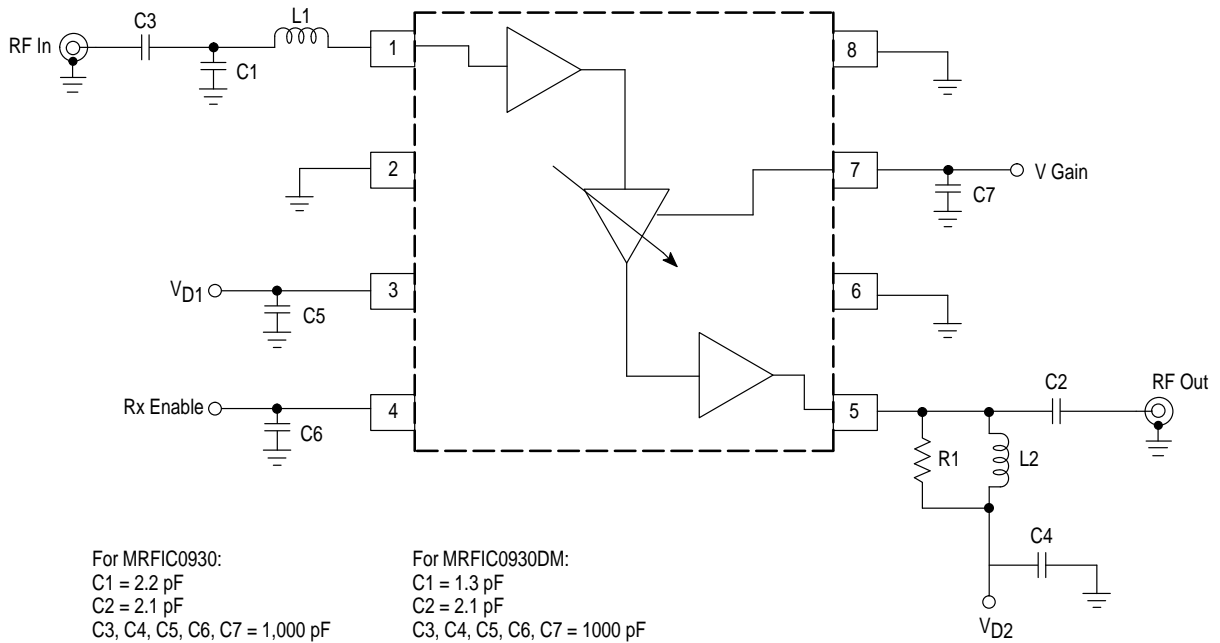 C3
L1
RF In
1
C1
8
2
7
V Gain
C7
VD1
3
C5
6
Rx Enable
4
C6
5
C2
RF Out
R1
L2
C4
VD2
For MRFIC0930:
C1 = 2.2 pF
C2 = 2.1 pF
C3, C4, C5, C6, C7 = 1,000 pF
For MRFIC0930DM:
C1 = 1.3 pF
C2 = 2.1 pF
C3, C4, C5, C6, C7 = 1000 pF